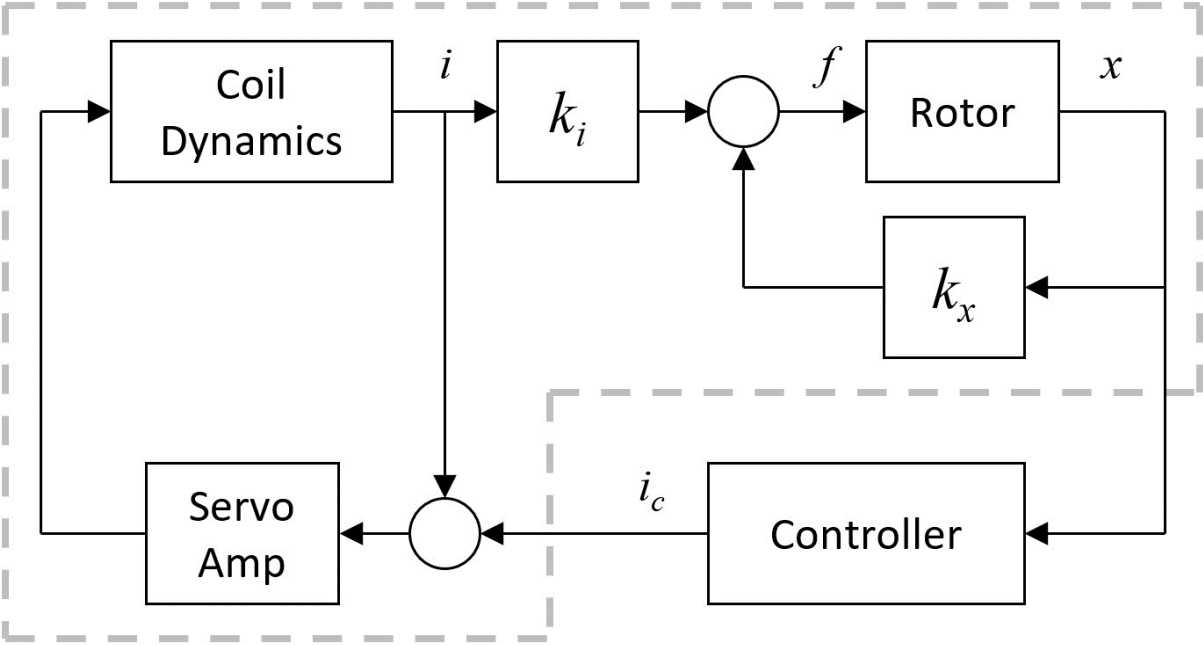 i
f
x
Coil
Dynamics
k_i
Rotor
k_x
i_c
Servo
Amp
Controller